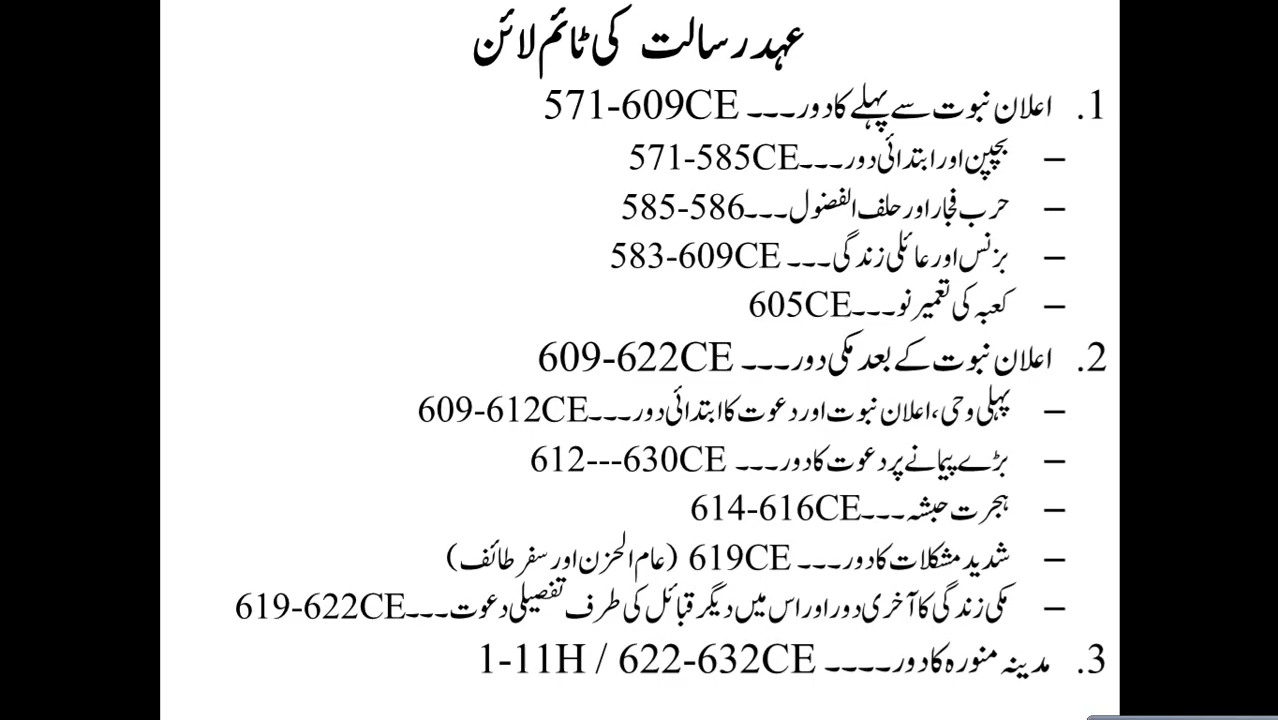 عہد رسالت کی ٹائم لائن
1. اعلان نبوت سے پہلے کا دور۔۔۔ 571-609CE
– بچپن اور ابتدائی دور۔۔۔571-585CE
– حرب فجار اور حلف الفضول۔۔۔585-586
– بزنس اور عائلی زندگی۔۔۔ 583-609CE
– کعبہ کی تعمیر نو۔۔۔605CE
2. اعلان نبوت کے بعد مکی دور۔۔۔ 609-622CE
– پہلی وحی، اعلان نبوت اور دعوت کا ابتدائی دور۔۔۔609-612CE
– بڑے پیمانے پر دعوت کا دور۔۔۔ 612---630CE
– ہجرت حبشہ۔۔۔614-616CE
– شدید مشکلات کا دور۔۔۔ 619CE (عام الحزن اور سفر طائف)
– مکی زندگی کا آخری دور اور اس میں دیگر قبائل کی طرف تفصیلی دعوت۔۔۔619-622CE
3. مدینہ منورہ کا دور۔۔۔۔ 622-632CE / 1-11H